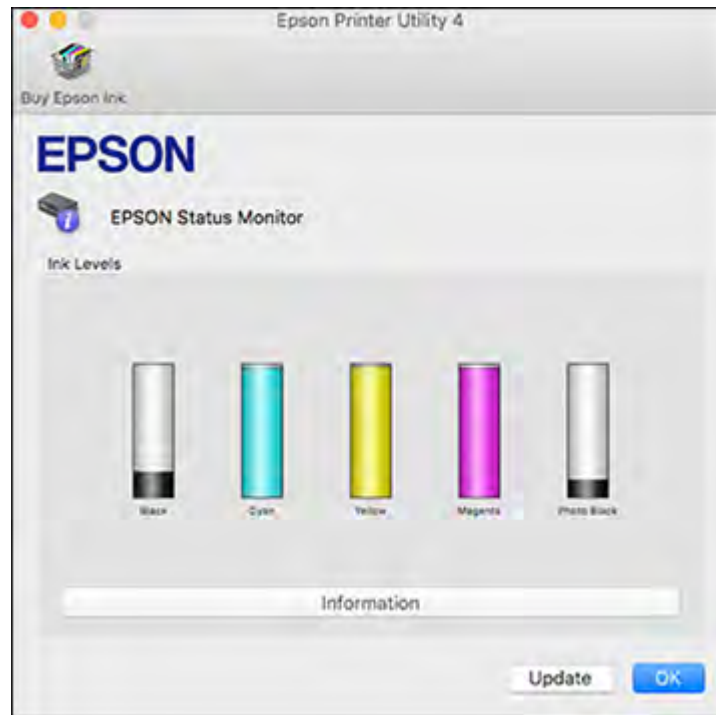 Epson Printer Utility 4
Buy Epson Ink
EPSON
EPSON Status Monitor
Ink Levels
Black Cyan Yellow Magenta Photo Black
Information
Update OK